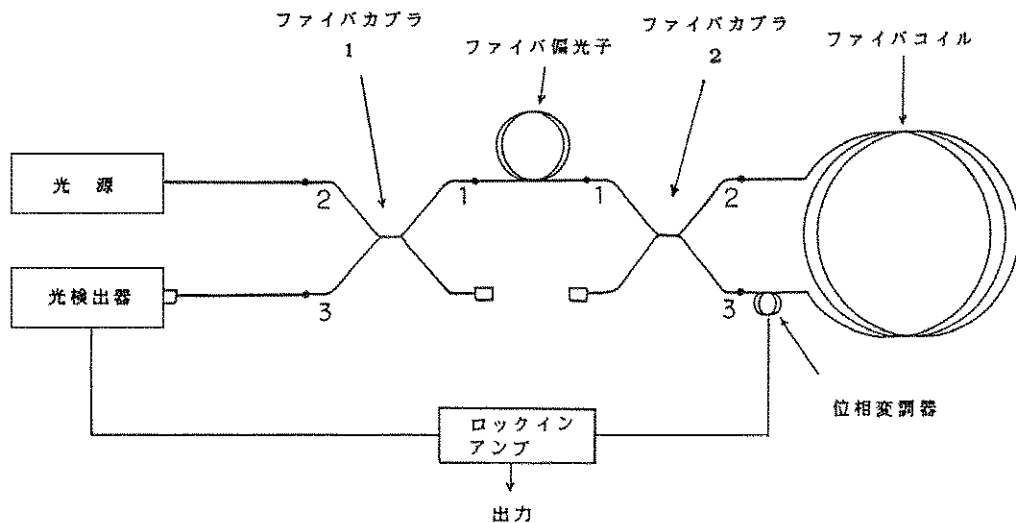 ファイバカプラ
1
ファイバ偏光子
ファイバカプラ
2
ファイバコイル
光 源
2
1
1
2
光検出器
3
3
位相変調器
ロックイン
アンプ
出力